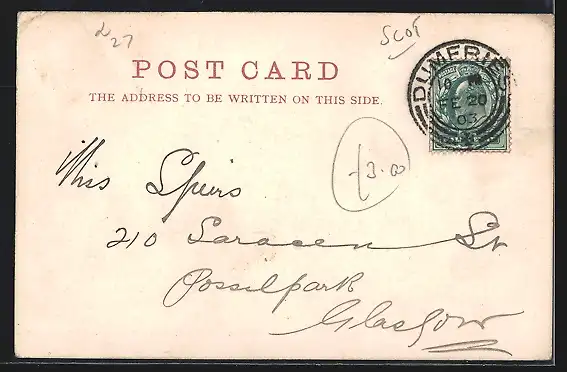 L27
SCOT
POST CARD
THE ADDRESS TO BE WRITTEN ON THIS SIDE.
DUMFRIES
FE 20
03
3.00
Miss Speirs
210 Saracen St
Possilpark
Glasgow